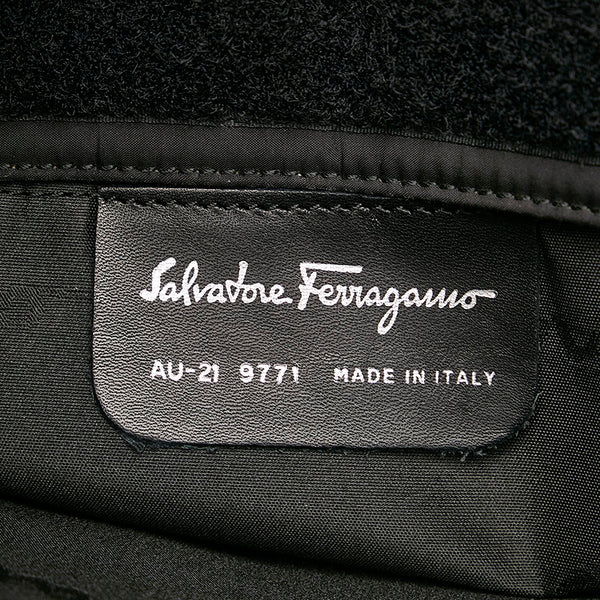 Salvatore Ferragamo
AU-21 9771 MADE IN ITALY